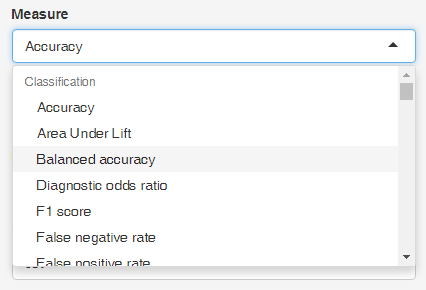 Measure
Accuracy
Classification
Accuracy
Area Under Lift
Balanced accuracy
Diagnostic odds ratio
F1 score
False negative rate
False positive rate